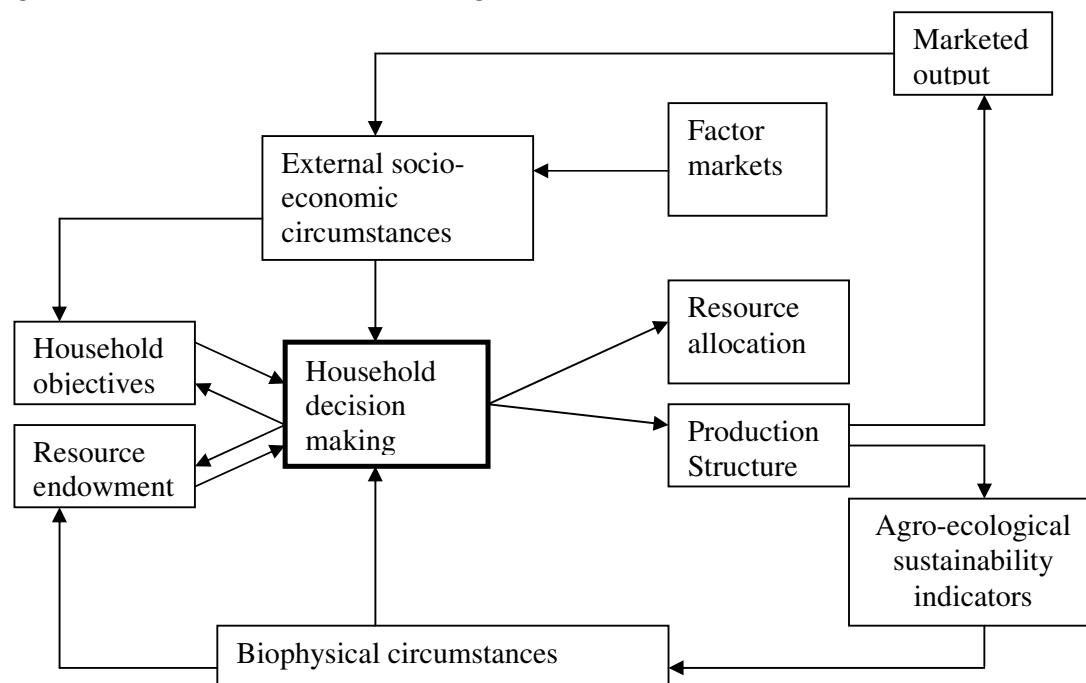 Marketed
output
Factor
markets
External socio-
economic
circumstances
Resource
allocation
Household
objectives
Household
decision
making
Production
Structure
Resource
endowment
Agro-ecological
sustainability
indicators
Biophysical circumstances